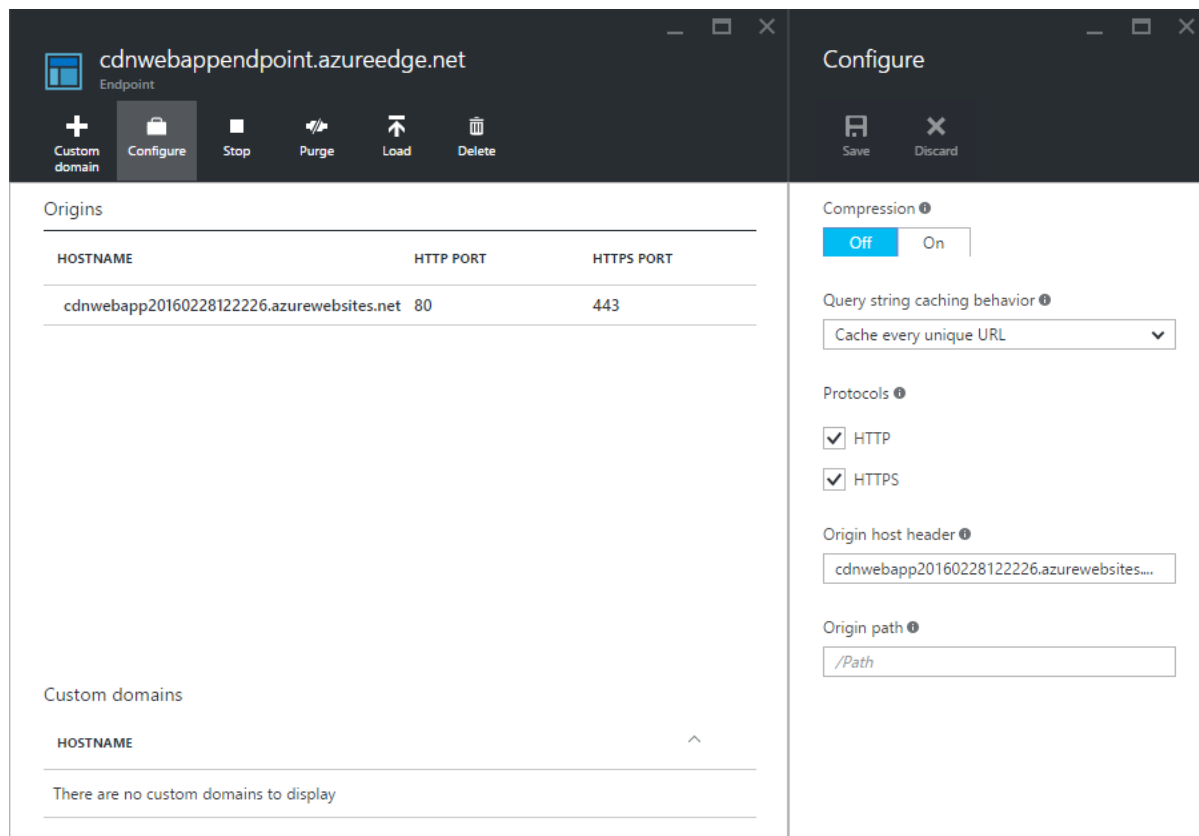 cdnwebappendpoint.azureedge.net
Endpoint
Custom domain
Configure
Stop
Purge
Load
Delete
Origins
HOSTNAME HTTP PORT HTTPS PORT
cdnwebapp20160228122226.azurewebsites.net 80 443
Custom domains
HOSTNAME
There are no custom domains to display
Configure
Save
Discard
Compression
Off On
Query string caching behavior
Cache every unique URL
Protocols
HTTP
HTTPS
Origin host header
cdnwebapp20160228122226.azurewebsites....
Origin path
/Path